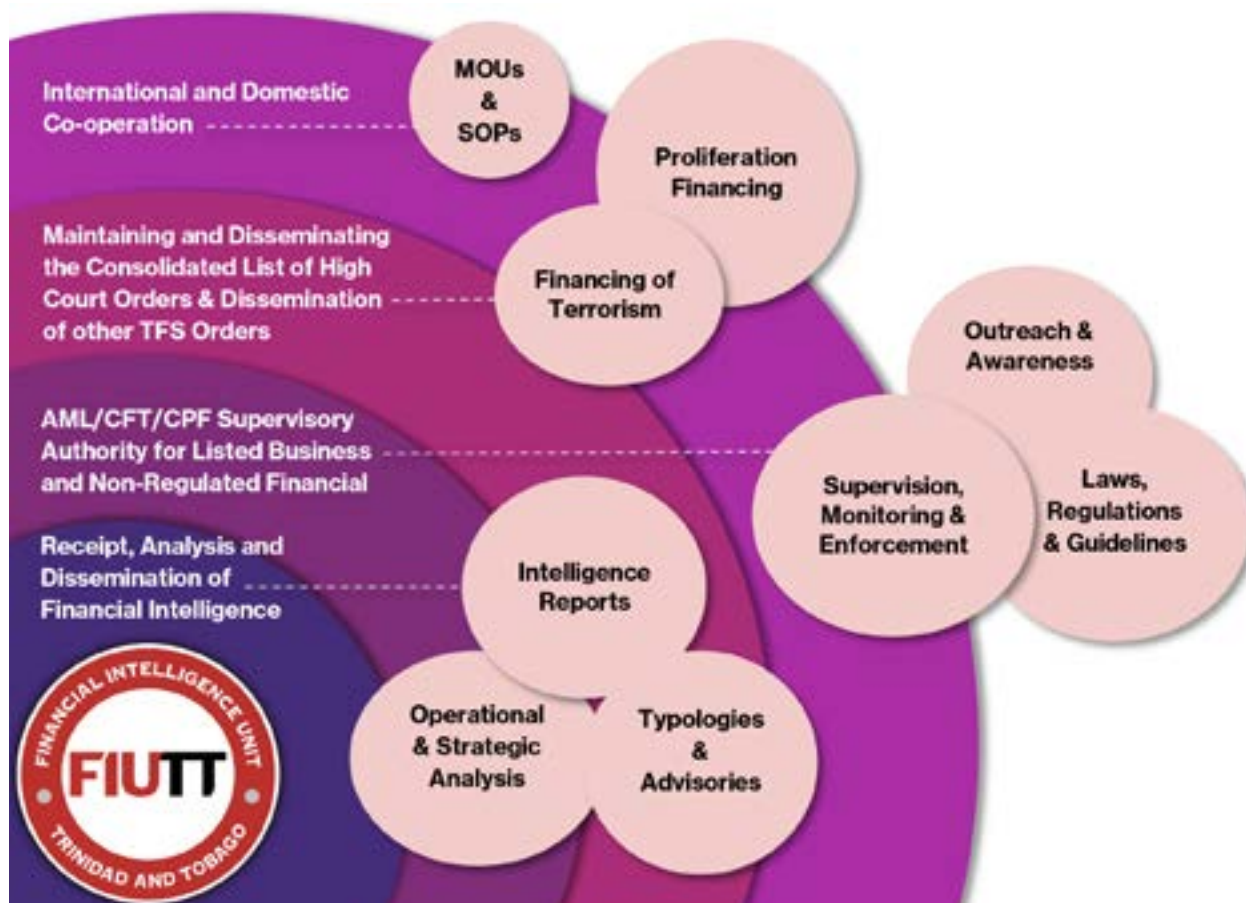 International and Domestic
Co-operation
MOUs
&
SOPs
Proliferation
Financing
Maintaining and Disseminating
the Consolidated List of High
Court Orders & Dissemination
of other TFS Orders
Financing of
Terrorism
Outreach &
Awareness
AML/CFT/CPF Supervisory
Authority for Listed Business
and Non-Regulated Financial
Supervision,
Monitoring &
Enforcement
Laws,
Regulations
& Guidelines
Receipt, Analysis and
Dissemination of
Financial Intelligence
Intelligence
Reports
Operational
& Strategic
Analysis
Typologies
&
Advisories
FINANCIAL INTELLIGENCE UNIT
FIUTT
TRINIDAD AND TOBAGO